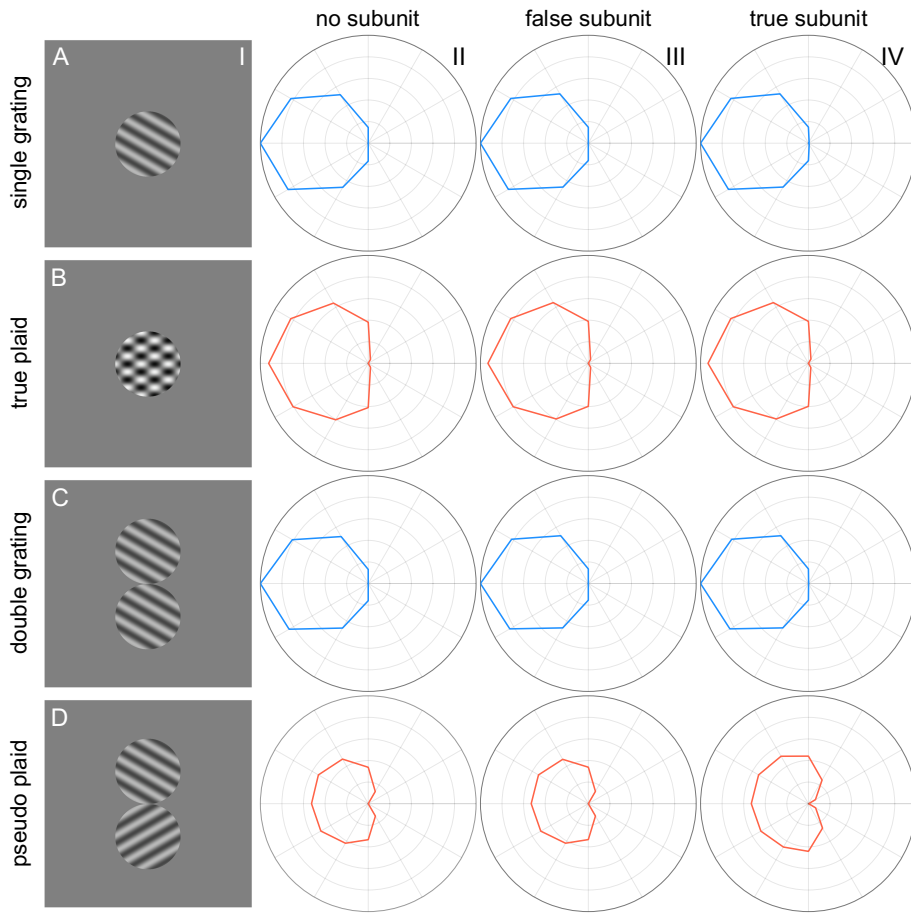 no subunit false subunit true subunit
single grating A I II III IV
true plaid B
double grating C
pseudo plaid D